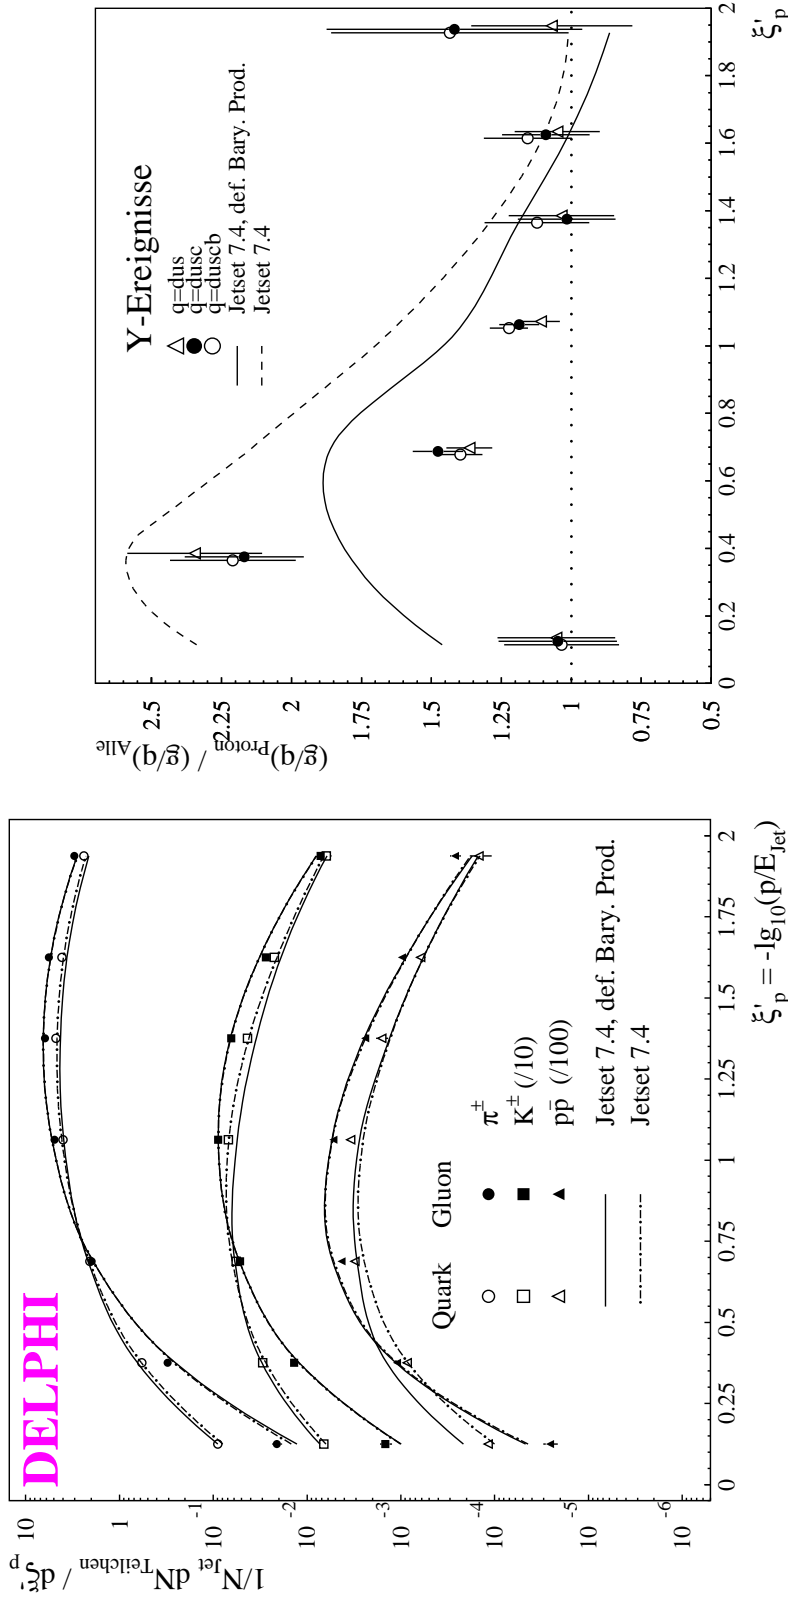 DELPHI
1/N_Jet dN_Teilchen / dξ'_p
10
1
10^-1
10^-2
10^-3
10^-4
10^-5
10^-6
Quark Gluon
π^±
K^± (/10)
pp̄ (/100)
Jetset 7.4, def. Bary. Prod.
Jetset 7.4
0 0.25 0.5 0.75 1 1.25 1.5 1.75 2
ξ'_p = -lg_10(p/E_Jet)
(g/q)_Proton / (g/q)_Alle
2.5
2.25
2
1.75
1.5
1.25
1
0.75
0.5
Y-Ereignisse
q=dus
q=dusc
q=duscb
Jetset 7.4, def. Bary. Prod.
Jetset 7.4
0 0.2 0.4 0.6 0.8 1 1.2 1.4 1.6 1.8 2
ξ'_p